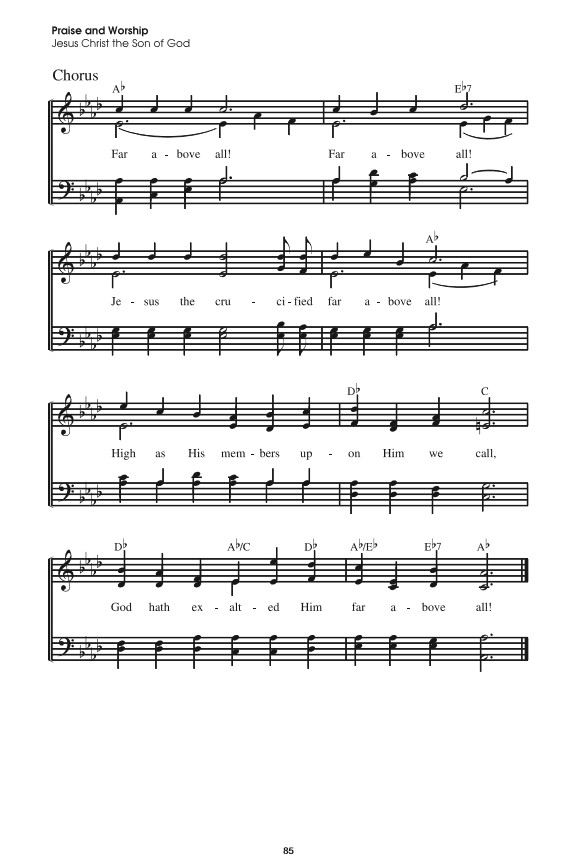 Praise and Worship
Jesus Christ the Son of God
Chorus
A♭ E♭7
Far a - bove all! Far a - bove all!
A♭
Je - sus the cru - ci - fied far a - bove all!
D♭ C
High as His mem - bers up - on Him we call,
D♭ A♭/C D♭ A♭/E♭ E♭7 A♭
God hath ex - alt - ed Him far a - bove all!
85